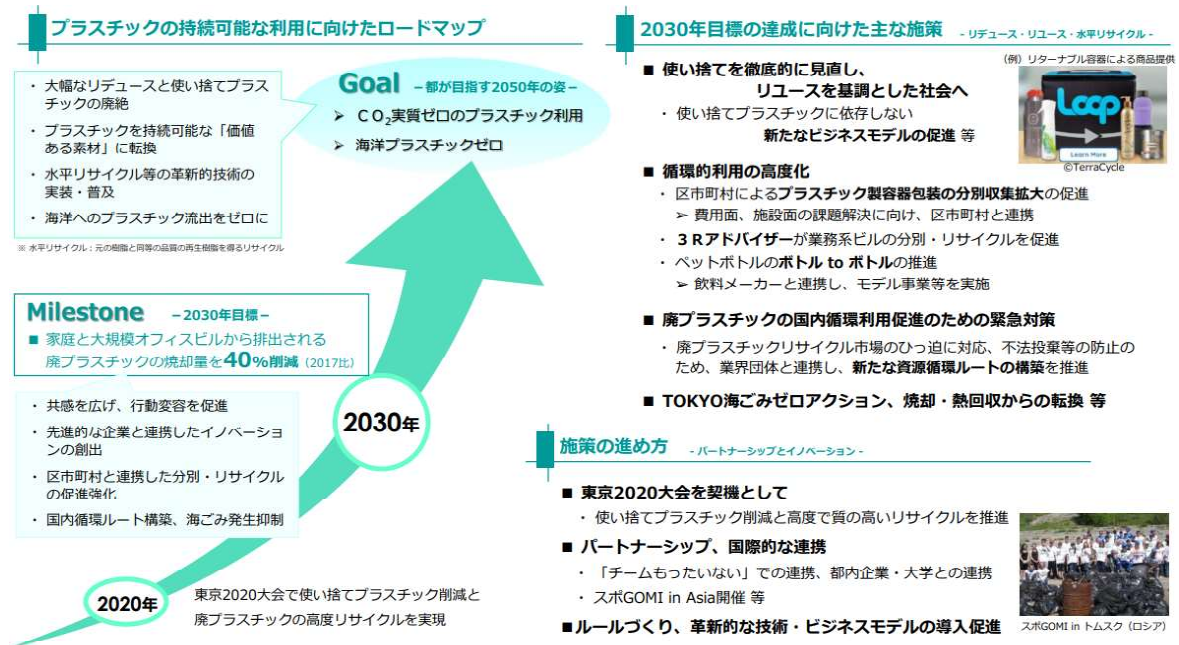 プラスチックの持続可能な利用に向けたロードマップ
・ 大幅なリデュースと使い捨てプラス
チックの廃絶
・ プラスチックを持続可能な「価値
ある素材」に転換
・ 水平リサイクル等の革新的技術の
実装・普及
・ 海洋へのプラスチック流出をゼロに
※ 水平リサイクル：元の樹脂と同等の品質の再生樹脂を得るリサイクル
Goal －都が目指す2050年の姿－
➢ ＣＯ2実質ゼロのプラスチック利用
➢ 海洋プラスチックゼロ
Milestone －2030年目標－
■ 家庭と大規模オフィスビルから排出される
廃プラスチックの焼却量を40%削減（2017比）
・ 共感を広げ、行動変容を促進
・ 先進的な企業と連携したイノベーショ
ンの創出
・ 区市町村と連携した分別・リサイクル
の促進強化
・ 国内循環ルート構築、海ごみ発生抑制
2030年
2020年
東京2020大会で使い捨てプラスチック削減と
廃プラスチックの高度リサイクルを実現
2030年目標の達成に向けた主な施策 - リデュース・リユース・水平リサイクル -
（例）リターナブル容器による商品提供
■ 使い捨てを徹底的に見直し、
リユースを基調とした社会へ
・ 使い捨てプラスチックに依存しない
新たなビジネスモデルの促進 等
Loop
Learn More
©TerraCycle
■ 循環的利用の高度化
・ 区市町村によるプラスチック製容器包装の分別収集拡大の促進
➢ 費用面、施設面の課題解決に向け、区市町村と連携
・ ３Ｒアドバイザーが業務系ビルの分別・リサイクルを促進
・ ペットボトルのボトル to ボトルの推進
➢ 飲料メーカーと連携し、モデル事業等を実施
■ 廃プラスチックの国内循環利用促進のための緊急対策
・ 廃プラスチックリサイクル市場のひっ迫に対応、不法投棄等の防止の
ため、業界団体と連携し、新たな資源循環ルートの構築を推進
■ TOKYO海ごみゼロアクション、焼却・熱回収からの転換 等
施策の進め方 - パートナーシップとイノベーション -
■ 東京2020大会を契機として
・ 使い捨てプラスチック削減と高度で質の高いリサイクルを推進
■ パートナーシップ、国際的な連携
・ 「チームもったいない」での連携、都内企業・大学との連携
・ スポGOMI in Asia開催 等
■ルールづくり、革新的な技術・ビジネスモデルの導入促進
スポGOMI in トムスク（ロシア）